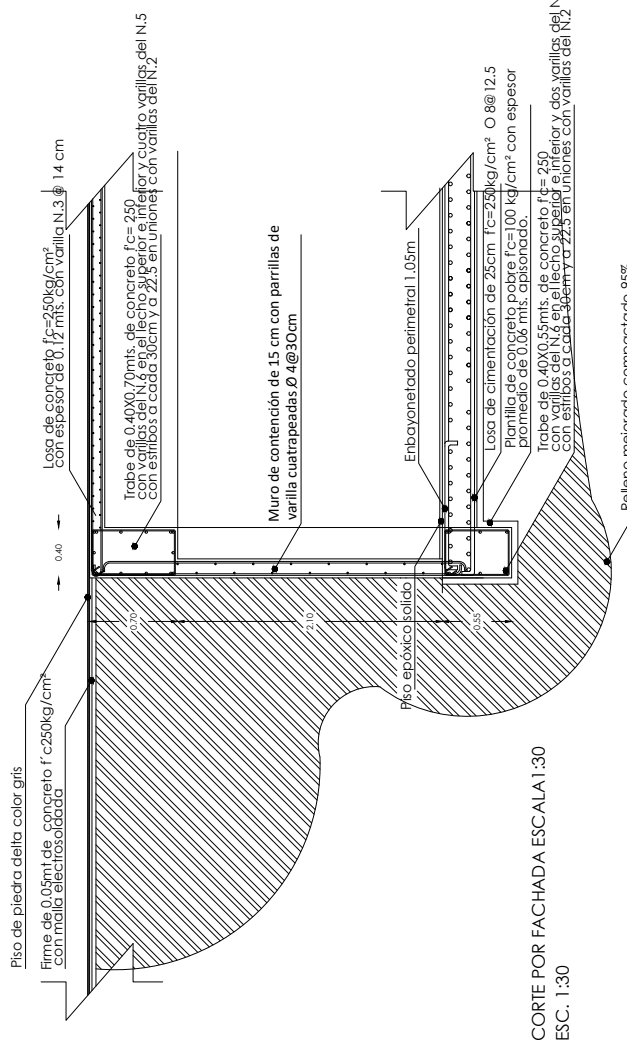 Piso de piedra delta color gris
Firme de 0.05mt de concreto f´c250kg/cm²
con malla electrosoldada
Losa de concreto f'c=250kg/cm²
con espesor de 0.12 mts. con varilla N.3 @ 14 cm
Trabe de 0.40X0.70mts. de concreto f'c= 250
con varillas del N.6 en el lecho superior e inferior y cuatro varillas del N.5
con estribos a cada 30cm y a 22.5 en uniones con varillas del N.2
0.40
0.70
2.10
0.55
Muro de contención de 15 cm con parrillas de
varilla cuatrapeadas Ø 4@30cm
Piso epóxico solido
Enbayonetado perimetral 1.05m
Losa de cimentación de 25cm f'c=250kg/cm² O 8@12.5
Plantilla de concreto pobre f'c=100 kg/cm² con espesor
promedio de 0.06 mts. apisonado.
Trabe de 0.40X0.55mts. de concreto f'c= 250
con varillas del N.6 en el lecho superior e inferior y dos varillas del N
con estribos a cada 30cm y a 22.5 en uniones con varillas del N.2
Relleno mejorado compactado 95%
CORTE POR FACHADA ESCALA1:30
ESC. 1:30